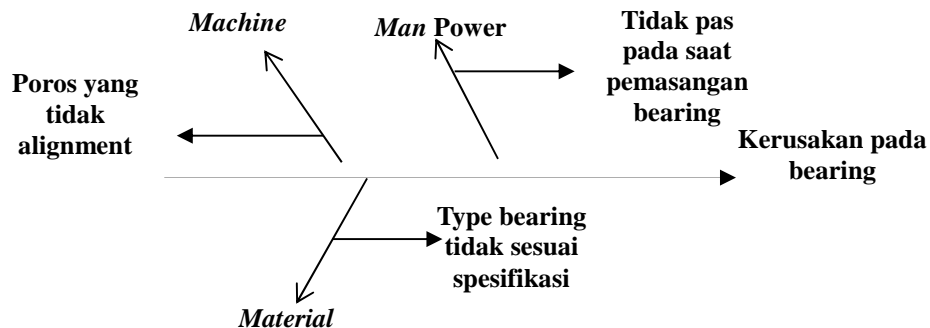 Machine
Man Power
Tidak pas
pada saat
pemasangan
bearing
Poros yang
tidak
alignment
Kerusakan pada
bearing
Type bearing
tidak sesuai
spesifikasi
Material